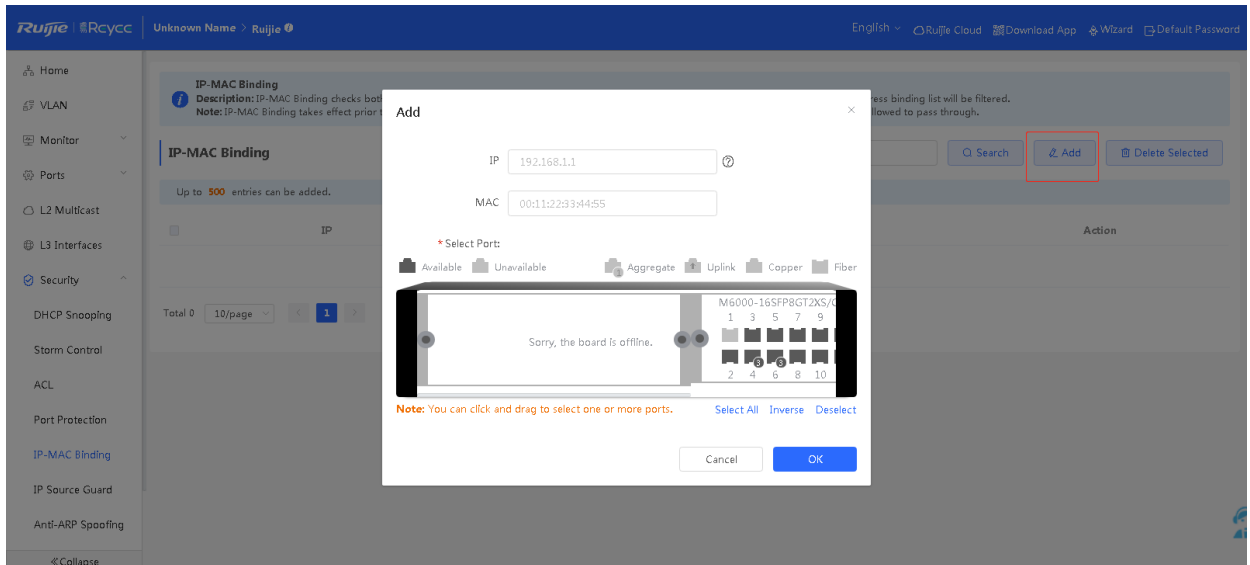 Ruijie Rcycc Unknown Name > Ruijie English Ruijie Cloud Download App Wizard Default Password
Home
VLAN
Monitor
Ports
L2 Multicast
L3 Interfaces
Security
DHCP Snooping
Storm Control
ACL
Port Protection
IP-MAC Binding
IP Source Guard
Anti-ARP Spoofing
Collapse
IP-MAC Binding
Description: IP-MAC Binding checks both
ress binding list will be filtered.
Note: IP-MAC Binding takes effect prior t
llowed to pass through.
IP-MAC Binding
Search Add Delete Selected
Up to 500 entries can be added.
IP Action
Total 0 10/page < 1 >
Add ×
IP 192.168.1.1
MAC 00:11:22:33:44:55
* Select Port:
Available Unavailable 1 Aggregate Uplink Copper Fiber
Sorry, the board is offline.
M6000-16SFP8GT2XS/C
1 3 5 7 9
3 3
2 4 6 8 10
Note: You can click and drag to select one or more ports. Select All Inverse Deselect
Cancel OK